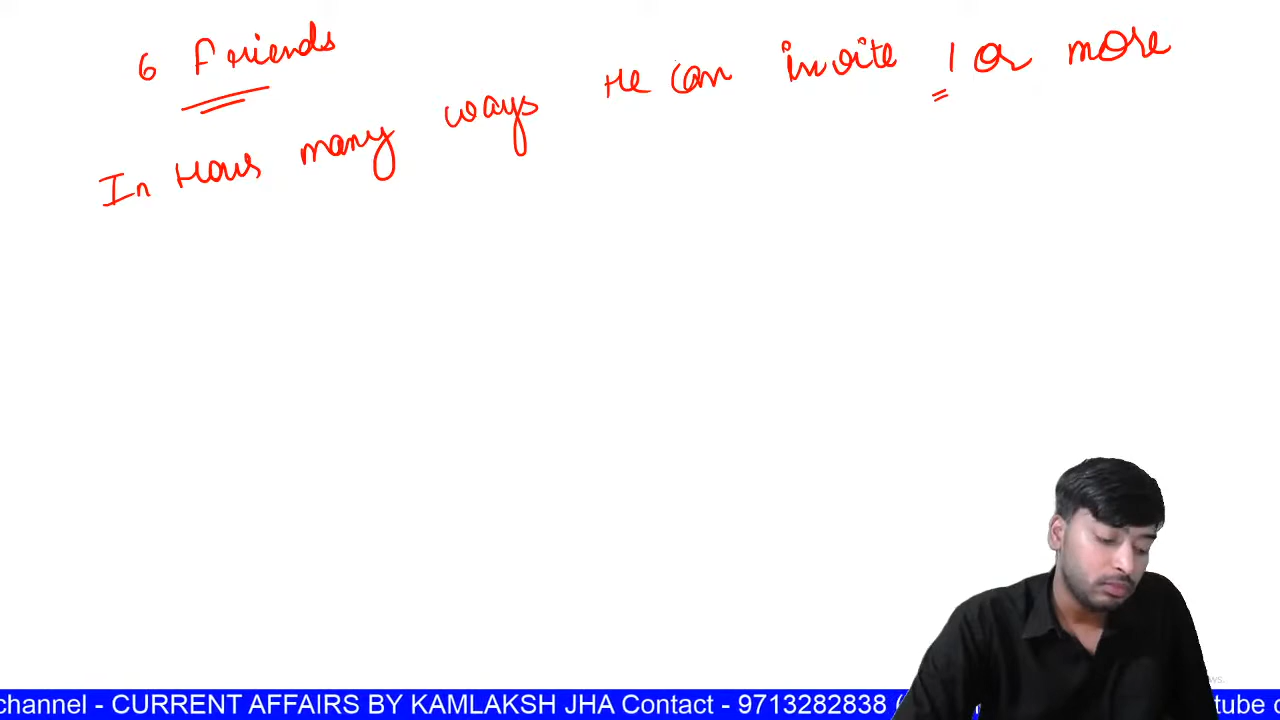 6 Friends
In How many ways He can invite 1 or more
channel - CURRENT AFFAIRS BY KAMLAKSH JHA Contact - 9713282838 (
tube c